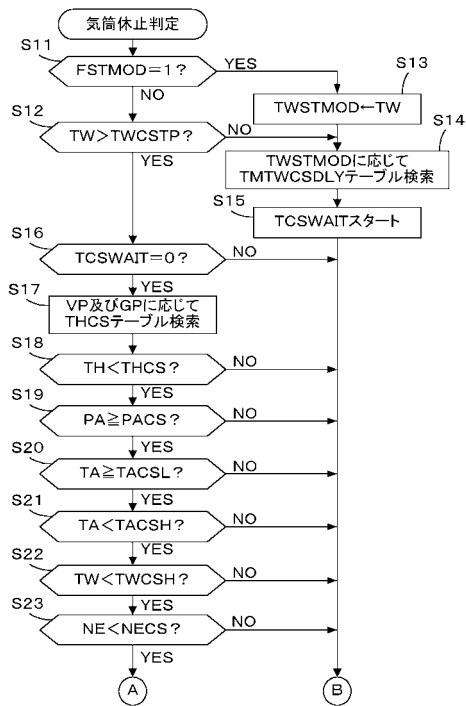 気筒休止判定
S11
FSTMOD=1?
YES
NO
S13
TWSTMOD←TW
S12
TW>TWCSTP?
NO
YES
S14
TWSTMODに応じて
TMTWCSDLYテーブル検索
S15
TCSWAITスタート
S16
TCSWAIT=0?
NO
YES
S17
VP及びGPに応じて
THCSテーブル検索
S18
TH<THCS?
NO
YES
S19
PA≧PACS?
NO
YES
S20
TA≧TACSL?
NO
YES
S21
TA<TACSH?
NO
YES
S22
TW<TWCSH?
NO
YES
S23
NE<NECS?
NO
YES
A
B